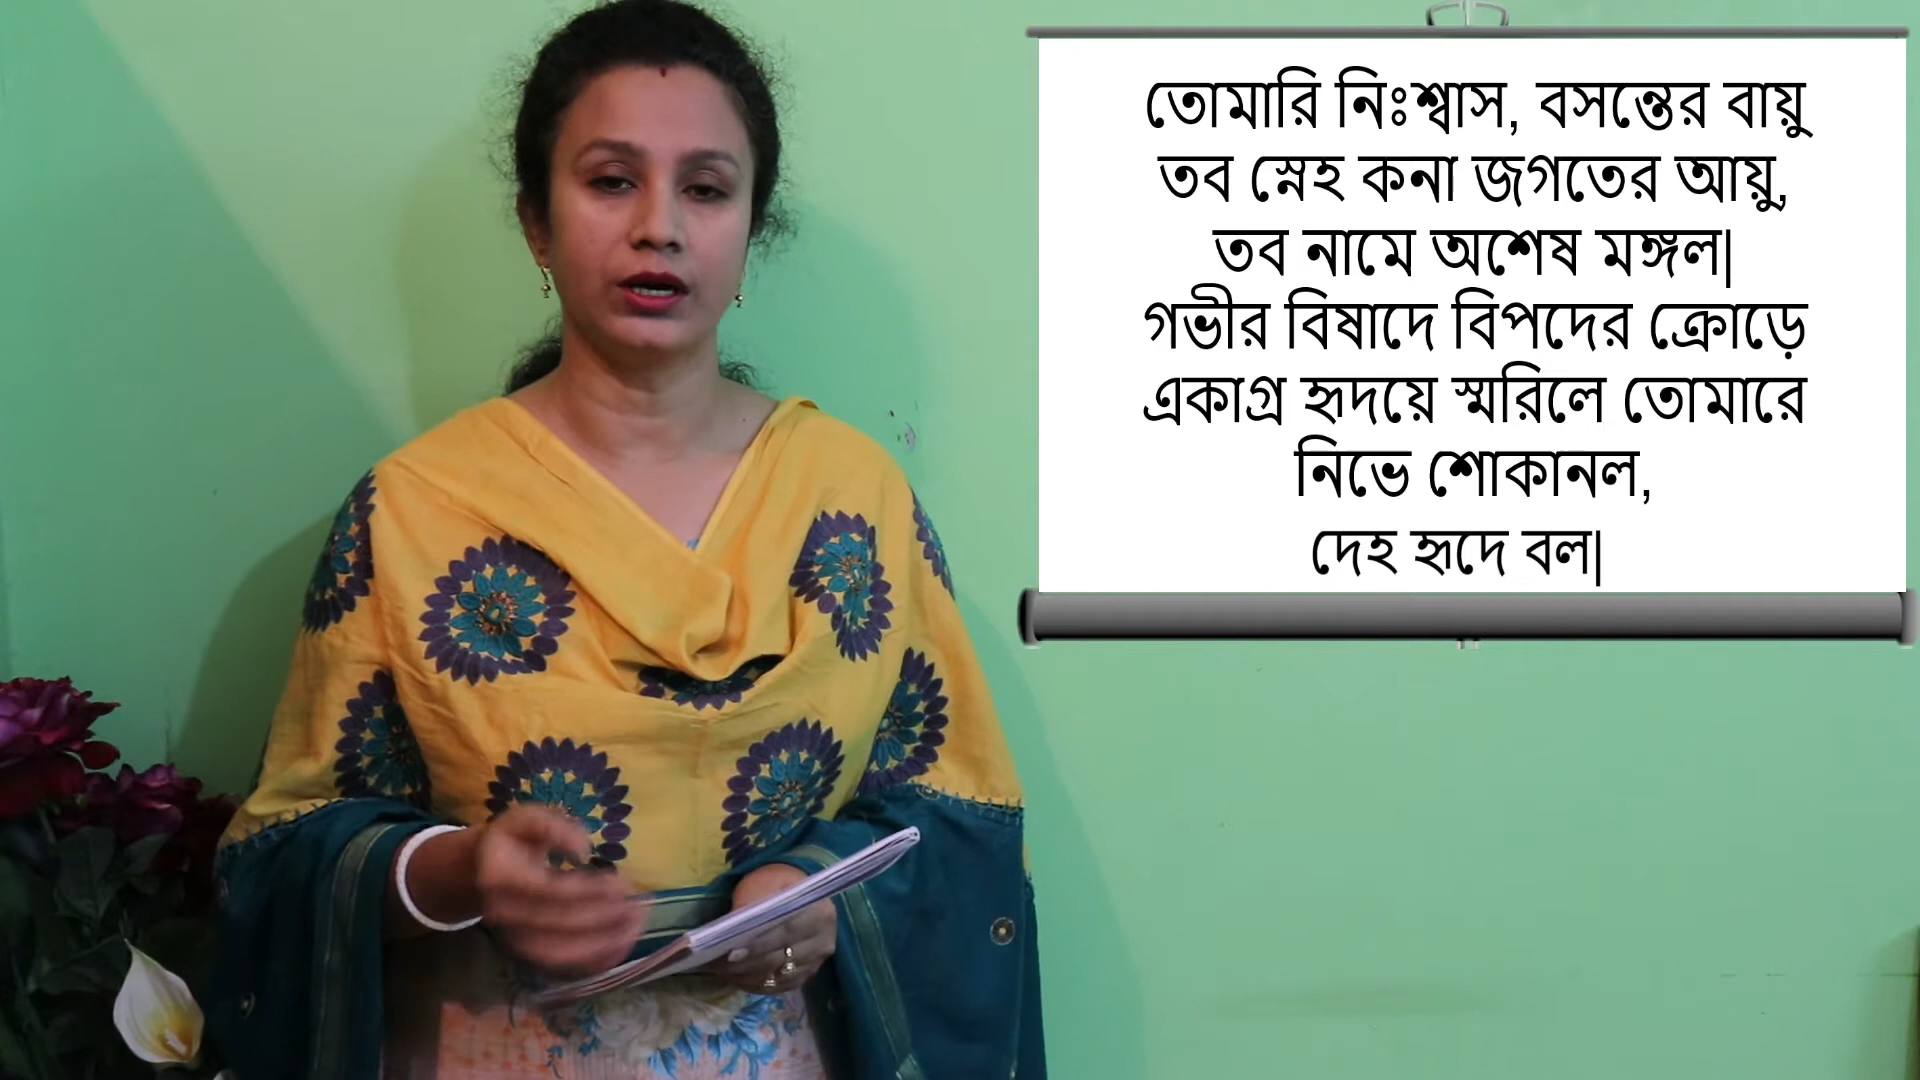 তোমারি নিঃশ্বাস, বসন্তের বায়ু
তব স্নেহ কনা জগতের আয়ু,
তব নামে অশেষ মঙ্গল|
গভীর বিষাদে বিপদের ক্রোড়ে
একাগ্র হৃদয়ে স্মরিলে তোমারে
নিভে শোকানল,
দেহ হৃদে বল|